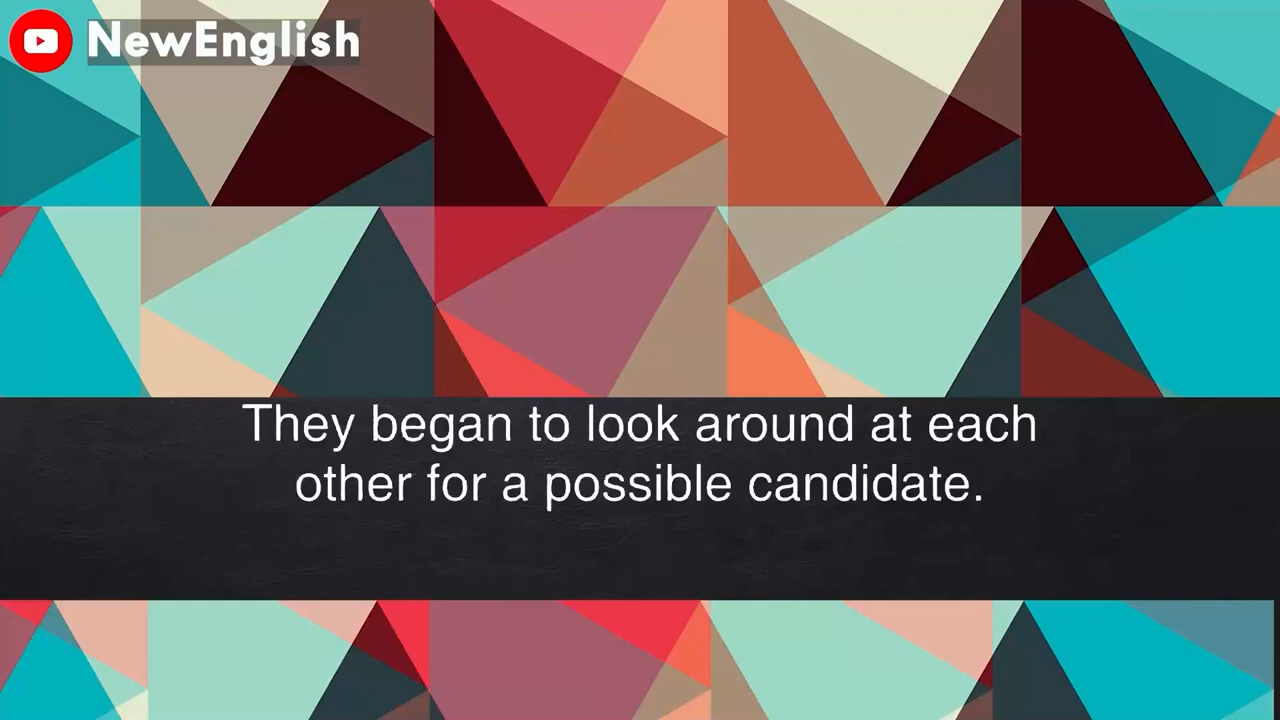 NewEnglish
They began to look around at each
other for a possible candidate.